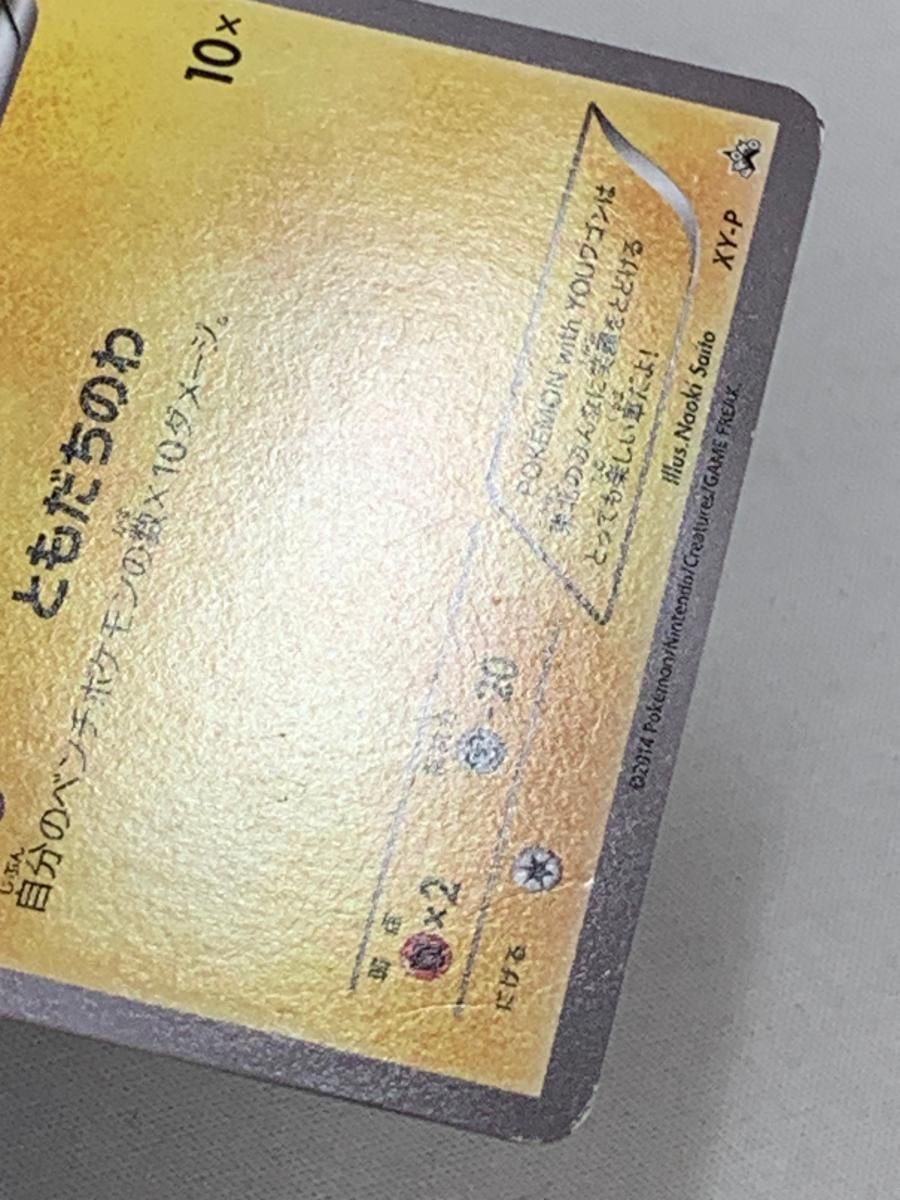 ともだちのわ 10×
じぶん
自分のベンチポケモンの数×10ダメージ。
弱点
×2
-20
にげる
POKÉMON with YOUワゴンは
東北のみんなに笑顔をとどける
とっても楽しい車だよ!
Illus. Naoki Saito
XY-P
©2014 Pokémon/Nintendo/Creatures/GAME FREAK